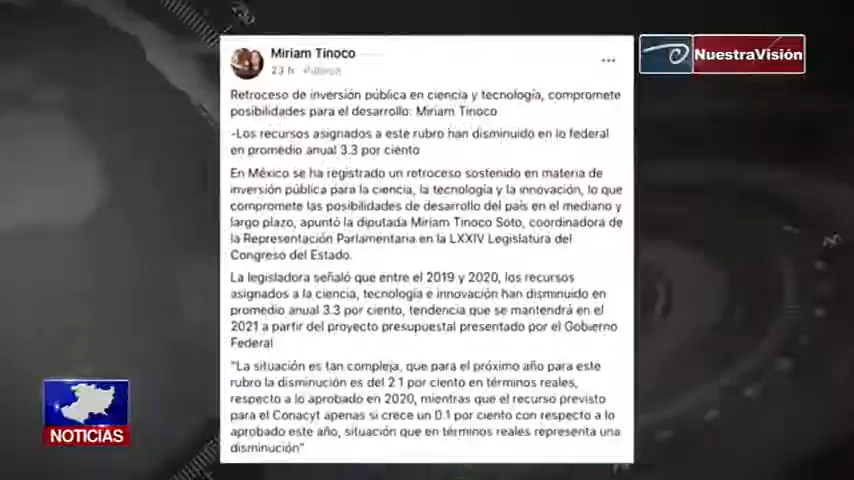 Miriam Tinoco
23 h
NuestraVisión
Retroceso de inversión pública en ciencia y tecnología, compromete
posibilidades para el desarrollo: Miriam Tinoco
-Los recursos asignados a este rubro han disminuido en lo federal
en promedio anual 3.3 por ciento
En México se ha registrado un retroceso sostenido en materia de
inversión pública para la ciencia, la tecnología y la innovación, lo que
compromete las posibilidades de desarrollo del país en el mediano y
largo plazo, apuntó la diputada Miriam Tinoco Soto, coordinadora de
la Representación Parlamentaria en la LXXIV Legislatura del
Congreso del Estado.
La legisladora señaló que entre el 2019 y 2020, los recursos
asignados a la ciencia, tecnología e innovación han disminuido en
promedio anual 3.3 por ciento, tendencia que se mantendrá en el
2021 a partir del proyecto presupuestal presentado por el Gobierno
Federal
"La situación es tan compleja, que para el próximo año para este
rubro la disminución es del 2.1 por ciento en términos reales,
respecto a lo aprobado en 2020, mientras que el recurso previsto
para el Conacyt apenas si crece un 0.1 por ciento con respecto a lo
aprobado este año, situación que en términos reales representa una
disminución"
NOTICIAS